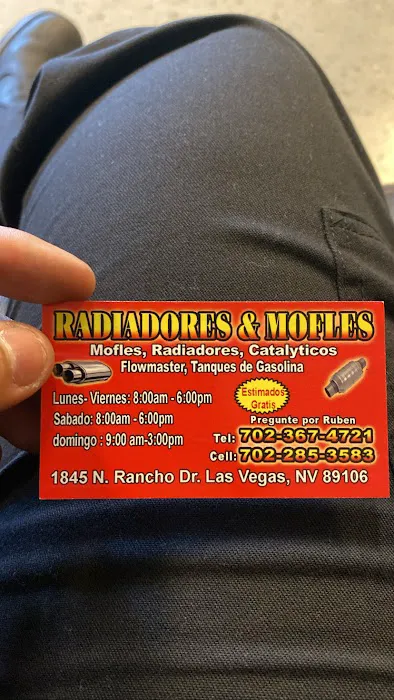 RADIADORES & MOFLES
Mofles, Radiadores, Catalyticos
Flowmaster, Tanques de Gasolina
Lunes- Viernes: 8:00am - 6:00pm
Sabado: 8:00am - 6:00pm
domingo : 9:00 am-3:00pm
Estimados
Gratis
Pregunte por Ruben
Tel: 702-367-4721
Cell: 702-285-3583
1845 N. Rancho Dr. Las Vegas, NV 89106